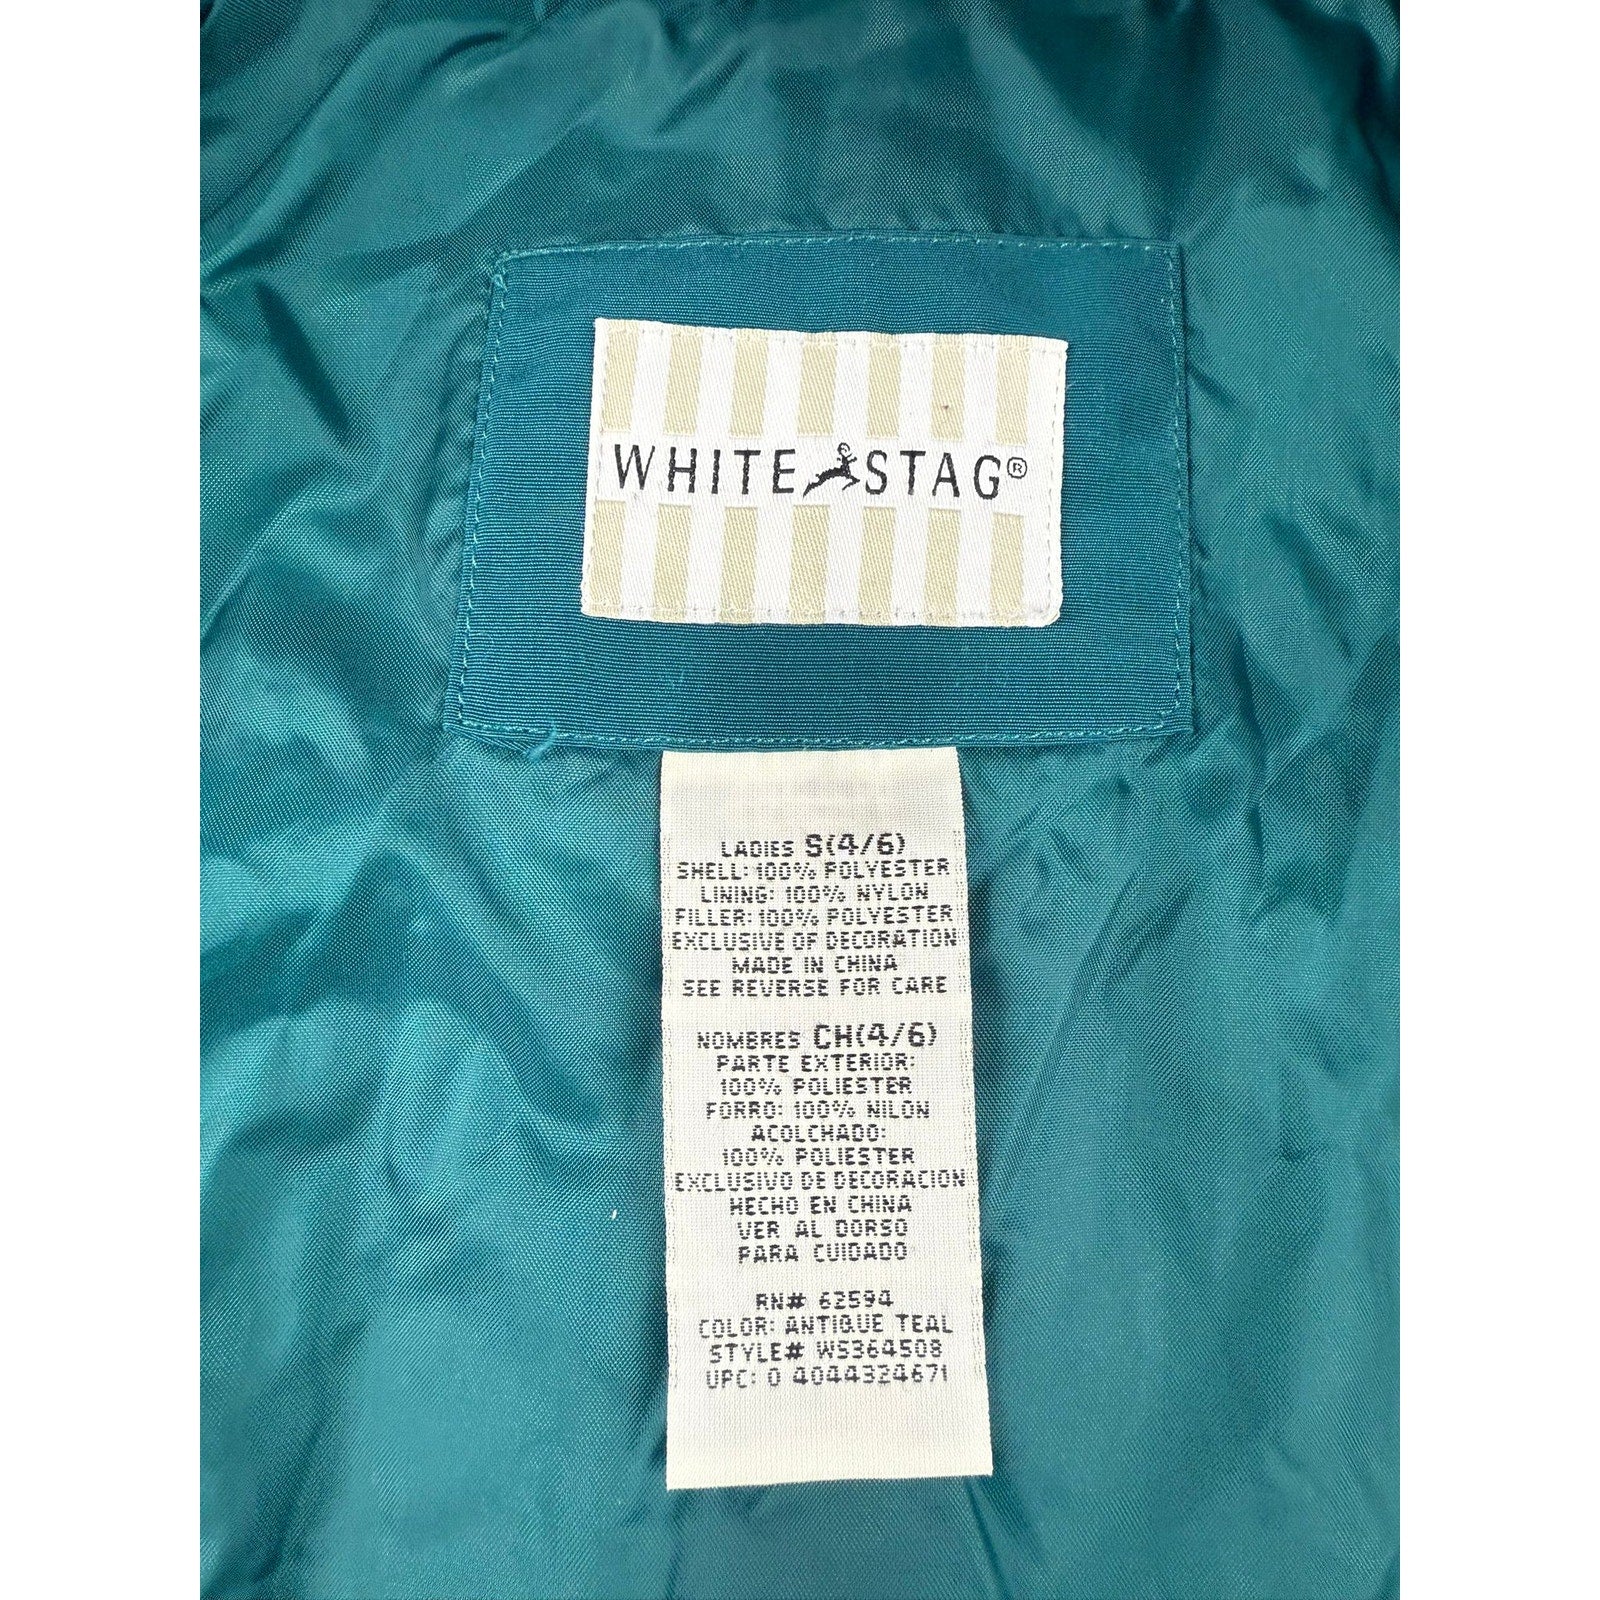 WHITE STAG®
LADIES S(4/6)
SHELL: 100% POLYESTER
LINING: 100% NYLON
FILLER: 100% POLYESTER
EXCLUSIVE OF DECORATION
MADE IN CHINA
SEE REVERSE FOR CARE
NOMBRES CH(4/6)
PARTE EXTERIOR:
100% POLIESTER
FORRO: 100% NILON
ACOLCHADO:
100% POLIESTER
EXCLUSIVO DE DECORACION
HECHO EN CHINA
VER AL DORSO
PARA CUIDADO
RN# 62594
COLOR: ANTIQUE TEAL
STYLE# WS364508
UPC: 0 4044324671